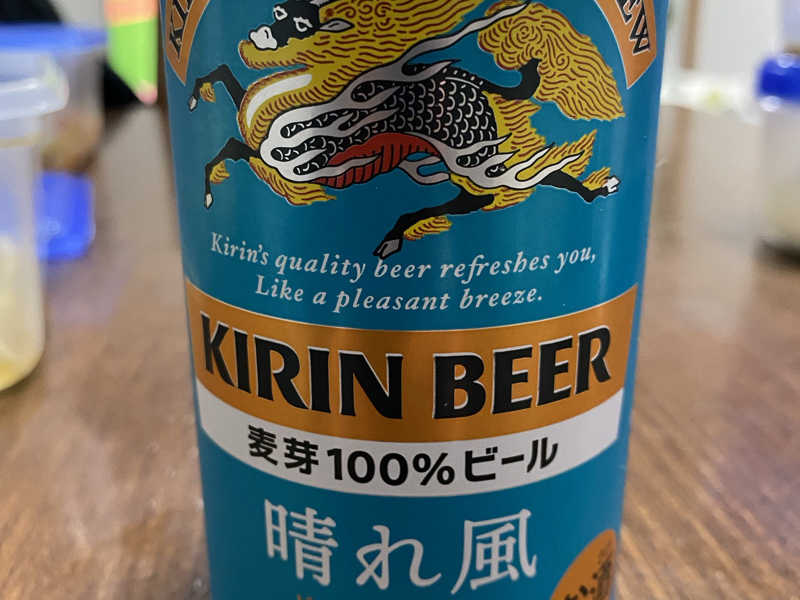 Kirin's quality beer refreshes you,
Like a pleasant breeze.
KIRIN BEER
麦芽100%ビール
晴れ風